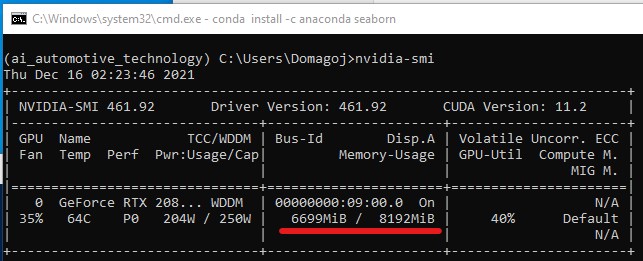 C:\Windows\system32\cmd.exe - conda  install -c anaconda seaborn
(ai_automotive_technology) C:\Users\Domagoj>nvidia-smi
Thu Dec 16 02:23:46 2021
+-----------------------------------------------------------------------------+
| NVIDIA-SMI 461.92       Driver Version: 461.92       CUDA Version: 11.2     |
|-------------------------------+----------------------+----------------------+
| GPU  Name            TCC/WDDM | Bus-Id        Disp.A | Volatile Uncorr. ECC |
| Fan  Temp  Perf  Pwr:Usage/Cap|         Memory-Usage | GPU-Util  Compute M. |
|                               |                      |               MIG M. |
|===============================+======================+======================|
|   0  GeForce RTX 208... WDDM  | 00000000:09:00.0  On |                  N/A |
| 35%   64C    P0   204W / 250W |   6699MiB /  8192MiB |     40%      Default |
|                               |                      |                  N/A |
+-------------------------------+----------------------+----------------------+